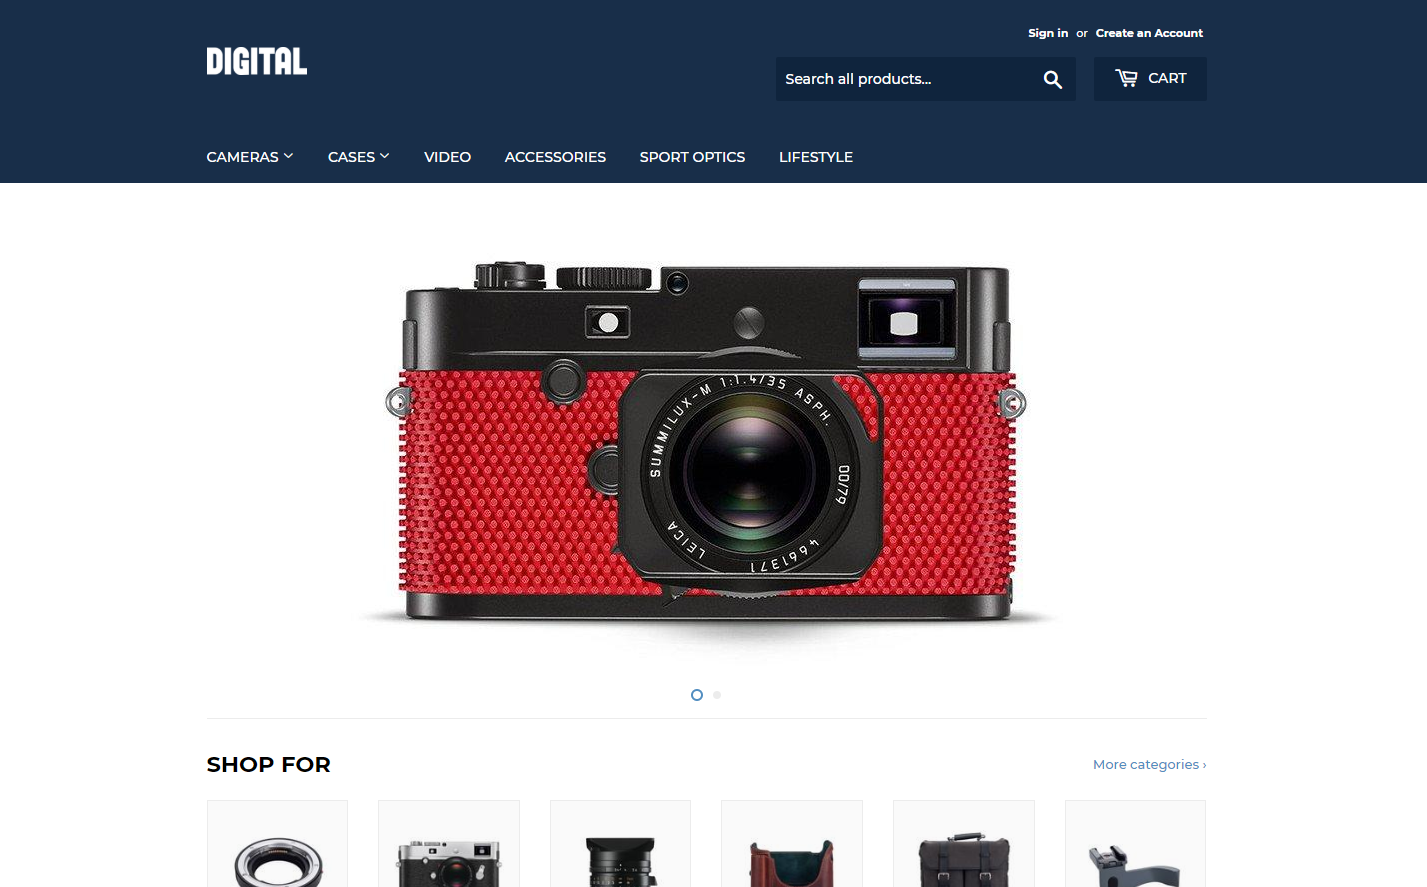 Sign in or Create an Account
DIGITAL
Search all products...
CART
CAMERAS
CASES
VIDEO
ACCESSORIES
SPORT OPTICS
LIFESTYLE
SUMMILUX-M 1:1.4/35 ASPH.
00/79
4661371
LEICA
SHOP FOR
More categories ›